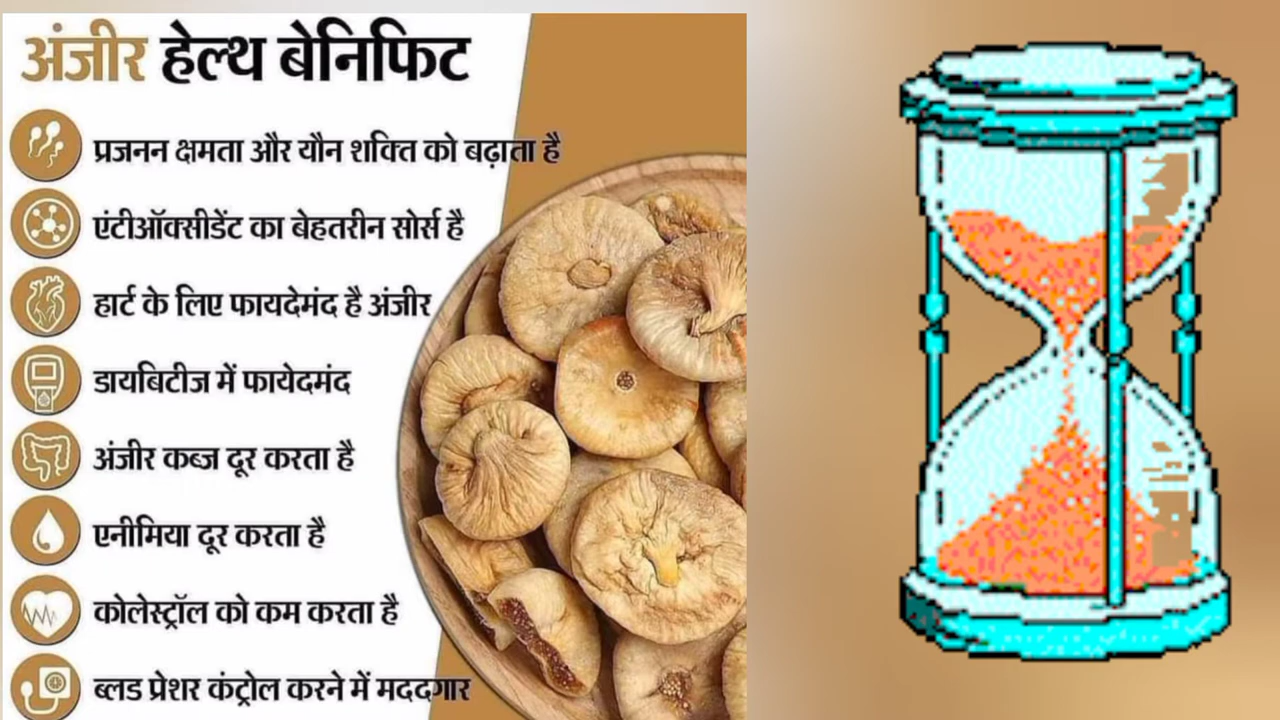 अंजीर हेल्थ बेनिफिट
प्रजनन क्षमता और यौन शक्ति को बढ़ाता है
एंटीऑक्सीडेंट का बेहतरीन सोर्स है
हार्ट के लिए फायदेमंद है अंजीर
डायबिटीज में फायेदमंद
अंजीर कब्ज दूर करता है
एनीमिया दूर करता है
कोलेस्ट्रॉल को कम करता है
ब्लड प्रेशर कंट्रोल करने में मददगार